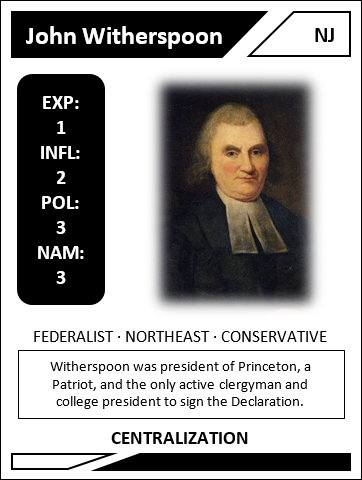 John Witherspoon
NJ
EXP:
1
INFL:
2
POL:
3
NAM:
3
FEDERALIST · NORTHEAST · CONSERVATIVE
Witherspoon was president of Princeton, a
Patriot, and the only active clergyman and
college president to sign the Declaration.
CENTRALIZATION